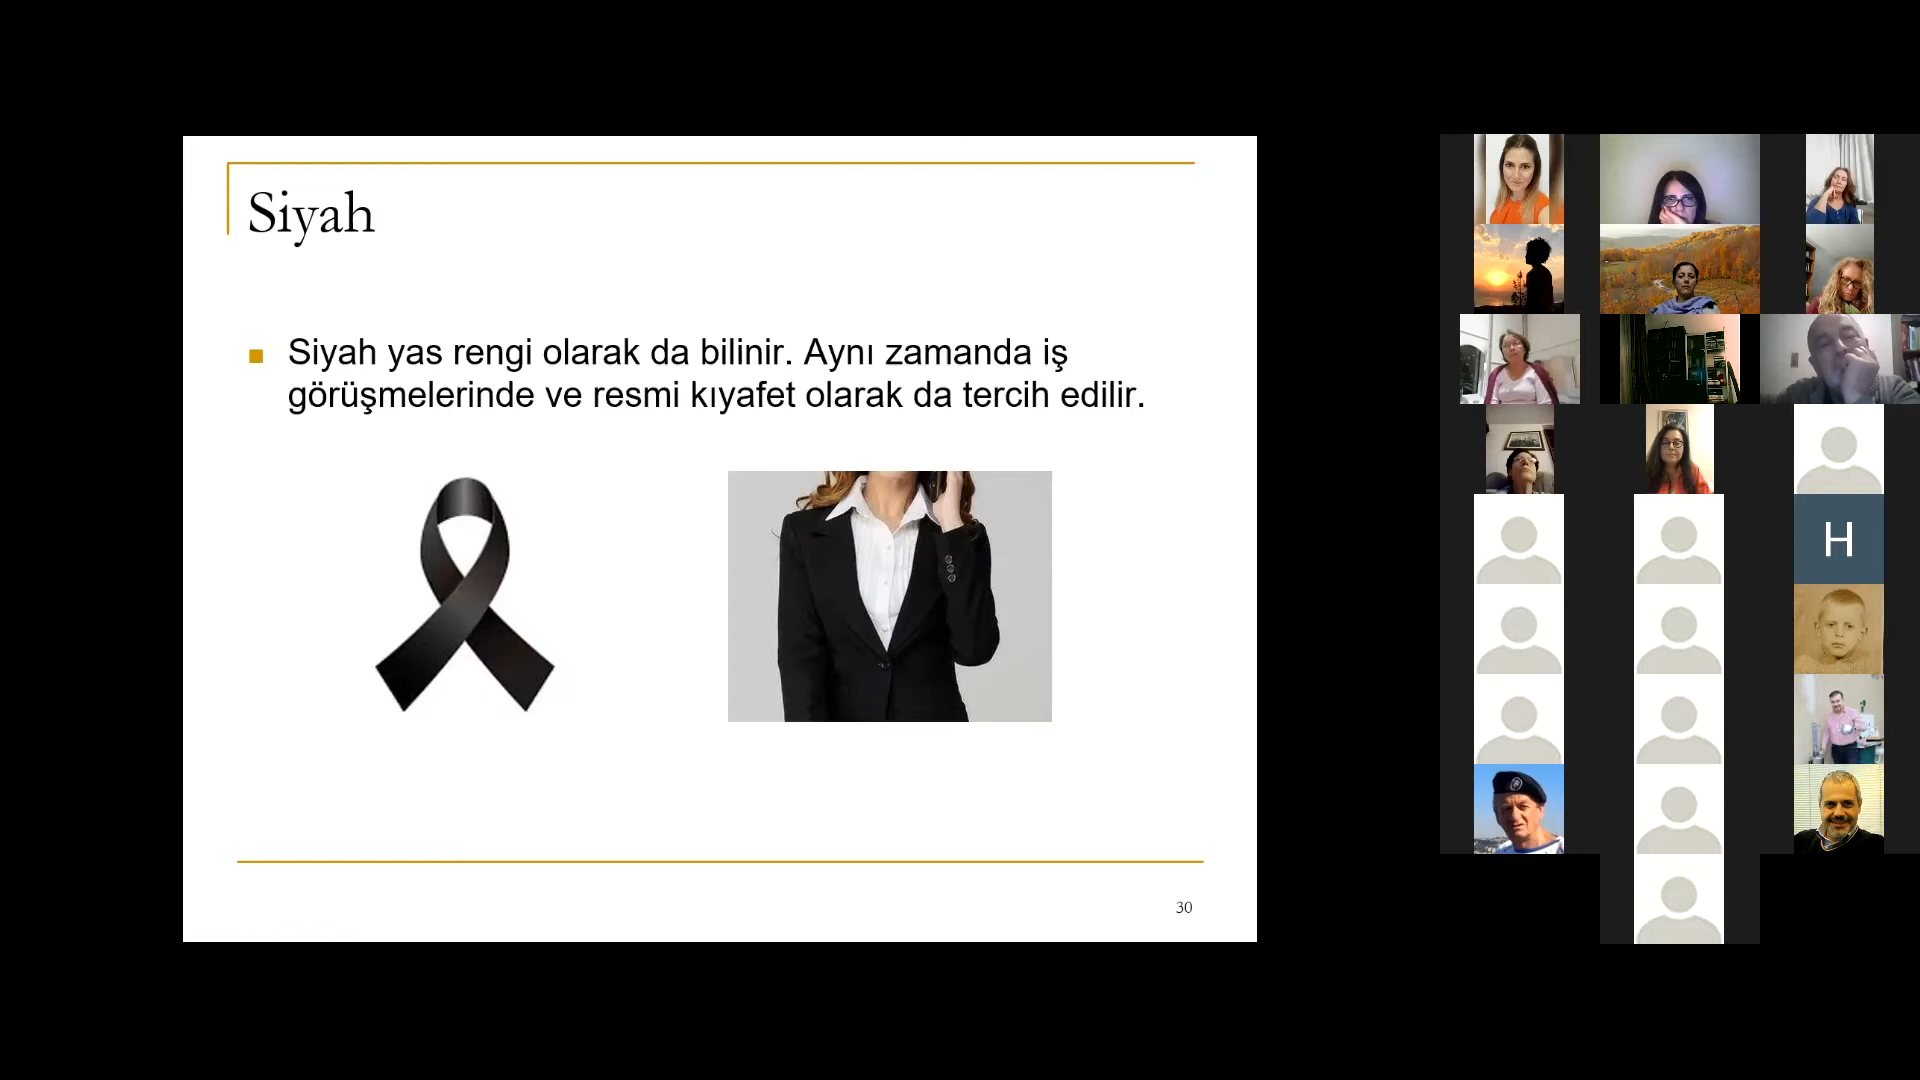 Siyah
Siyah yas rengi olarak da bilinir. Aynı zamanda iş
görüşmelerinde ve resmi kıyafet olarak da tercih edilir.
30
H